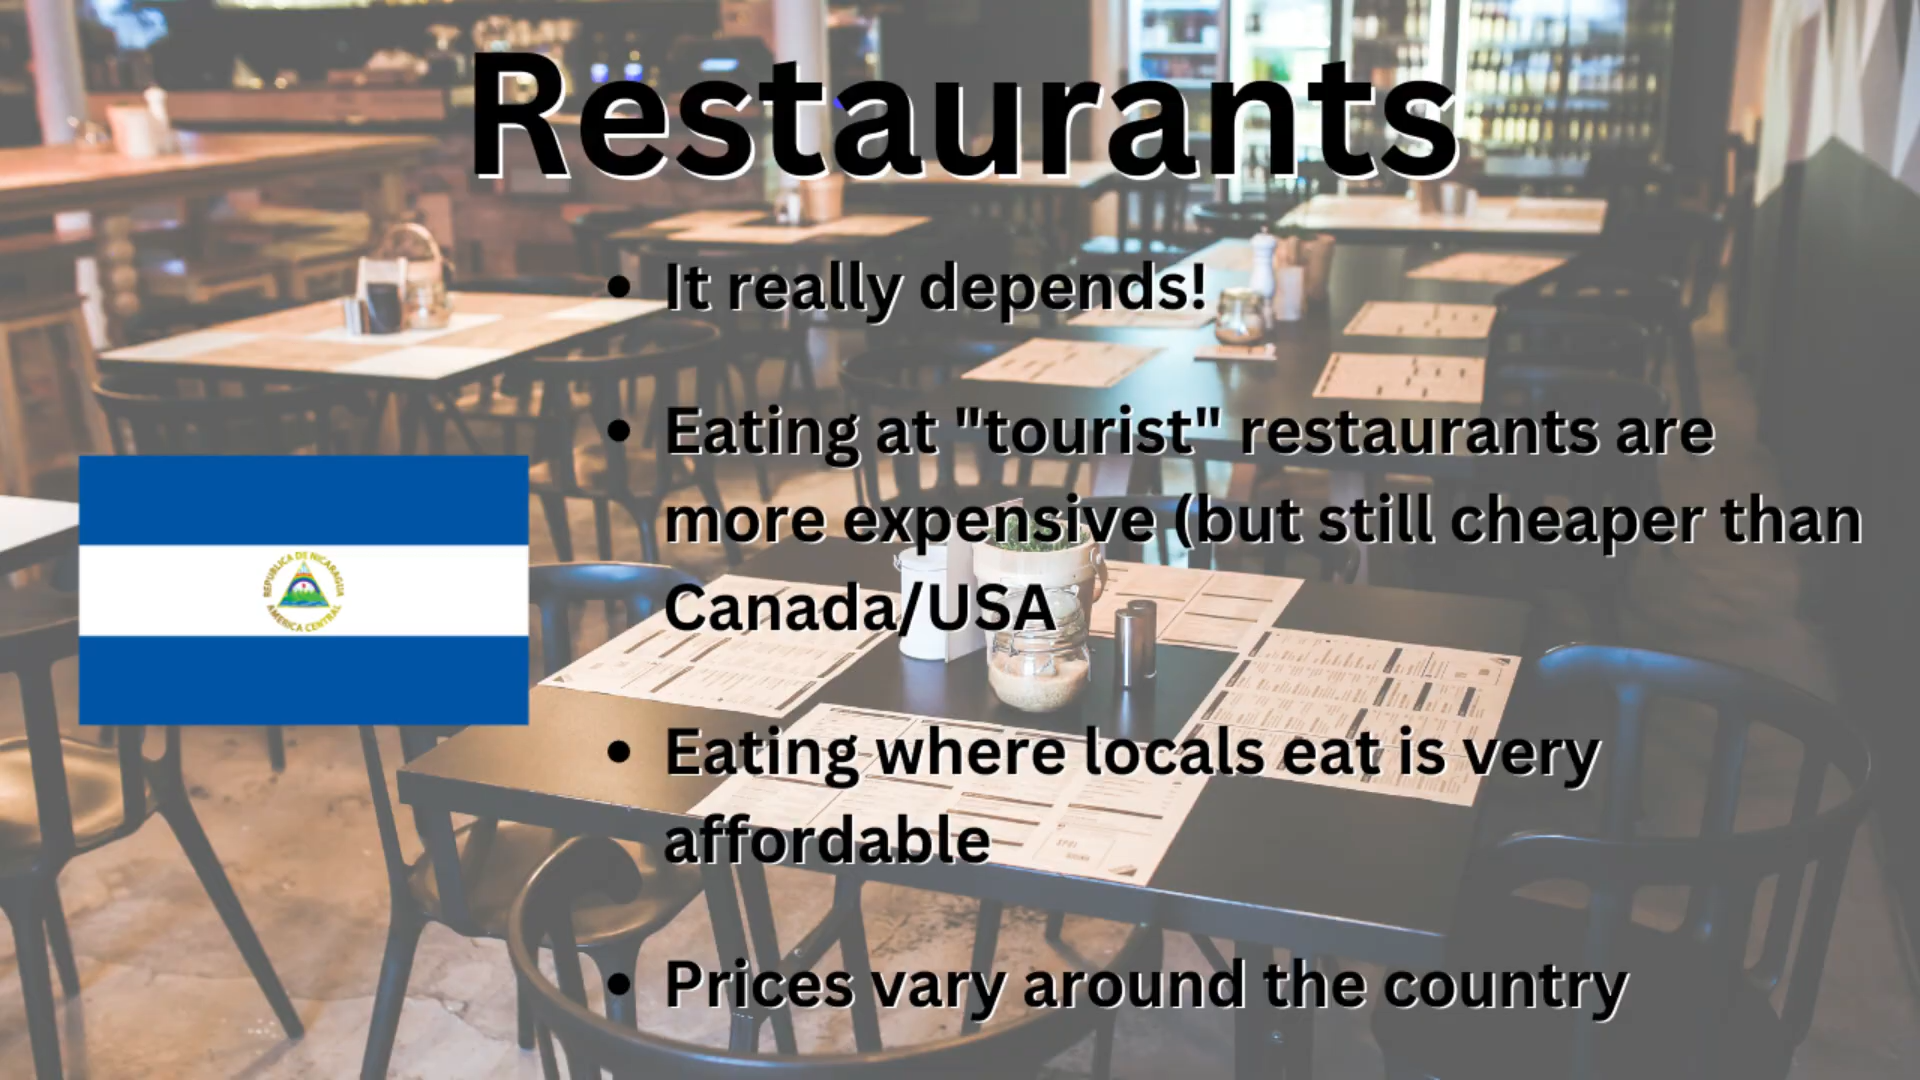 Restaurants
• It really depends!
• Eating at "tourist" restaurants are
more expensive (but still cheaper than
Canada/USA
REPUBLICA DE NICARAGUA
AMERICA CENTRAL
• Eating where locals eat is very
affordable
• Prices vary around the country